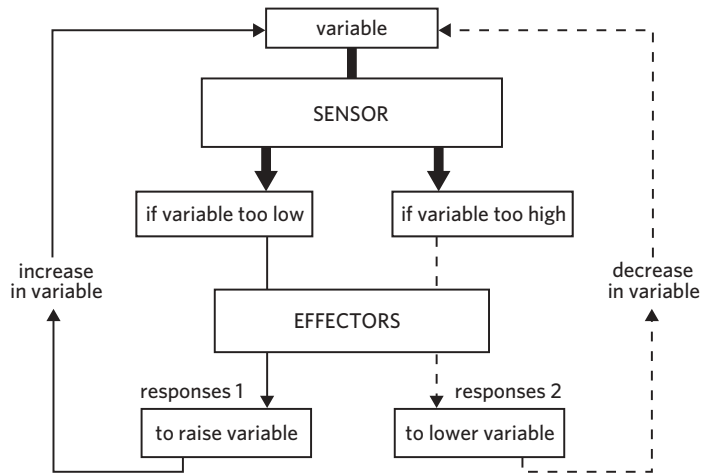 variable
SENSOR
if variable too low
if variable too high
increase
in variable
decrease
in variable
EFFECTORS
responses 1
responses 2
to raise variable
to lower variable